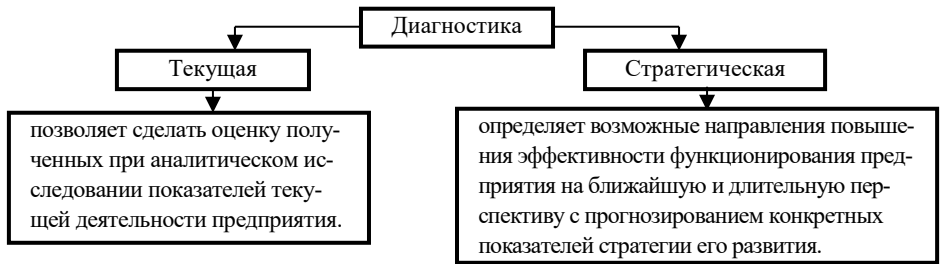 Диагностика
Текущая
Стратегическая
позволяет сделать оценку полу-
ченных при аналитическом ис-
следовании показателей теку-
щей деятельности предприятия.
определяет возможные направления повыше-
ния эффективности функционирования пред-
приятия на ближайшую и длительную пер-
спективу с прогнозированием конкретных
показателей стратегии его развития.